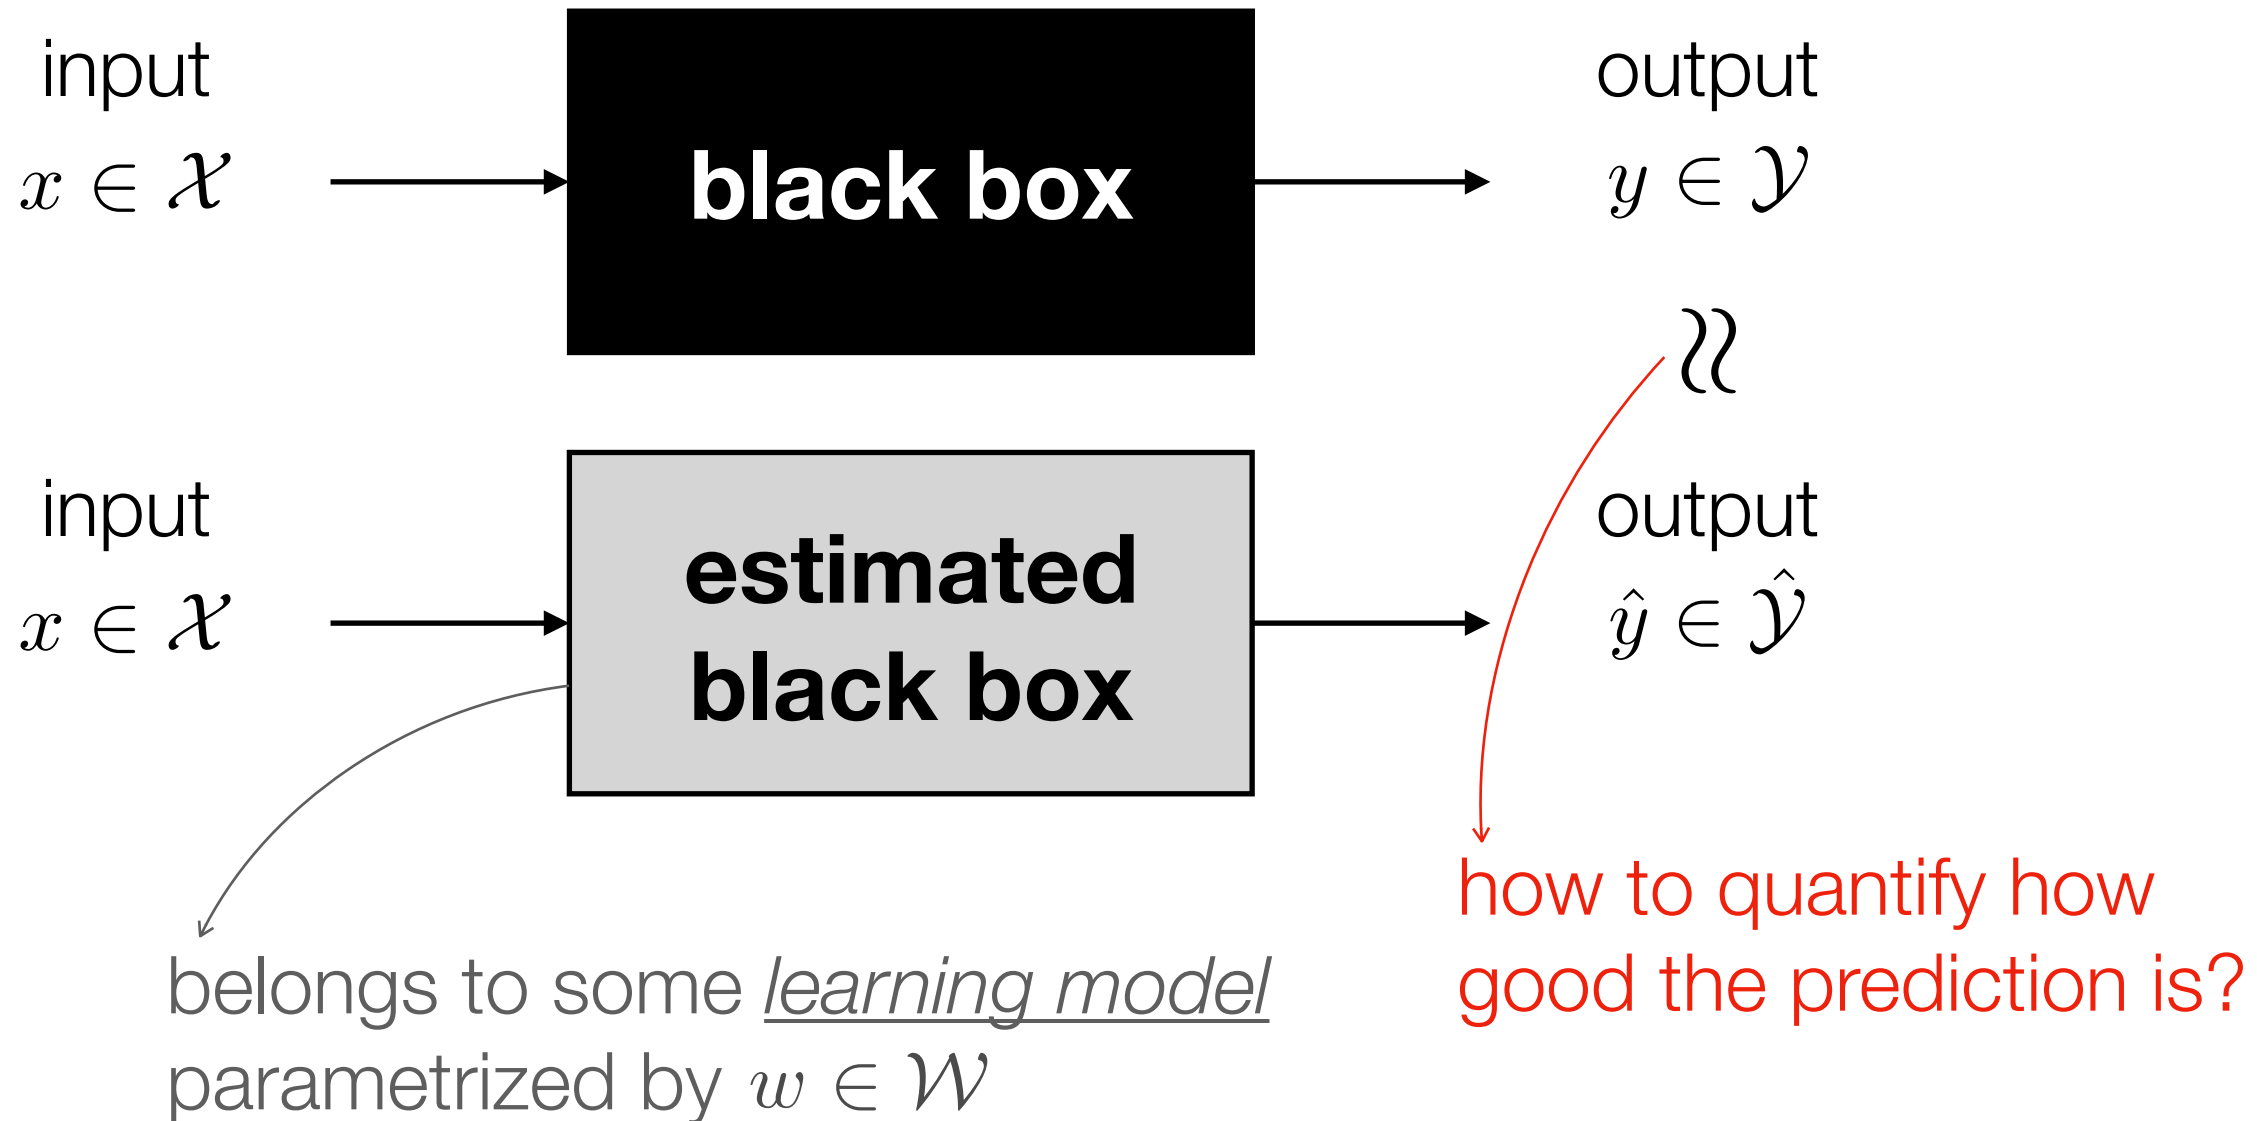 input
x ∈ 𝒳
black box
output
y ∈ 𝒴
≈
input
x ∈ 𝒳
estimated
black box
output
ŷ ∈ 𝒴̂
how to quantify how
good the prediction is?
belongs to some learning model
parametrized by w ∈ 𝒲